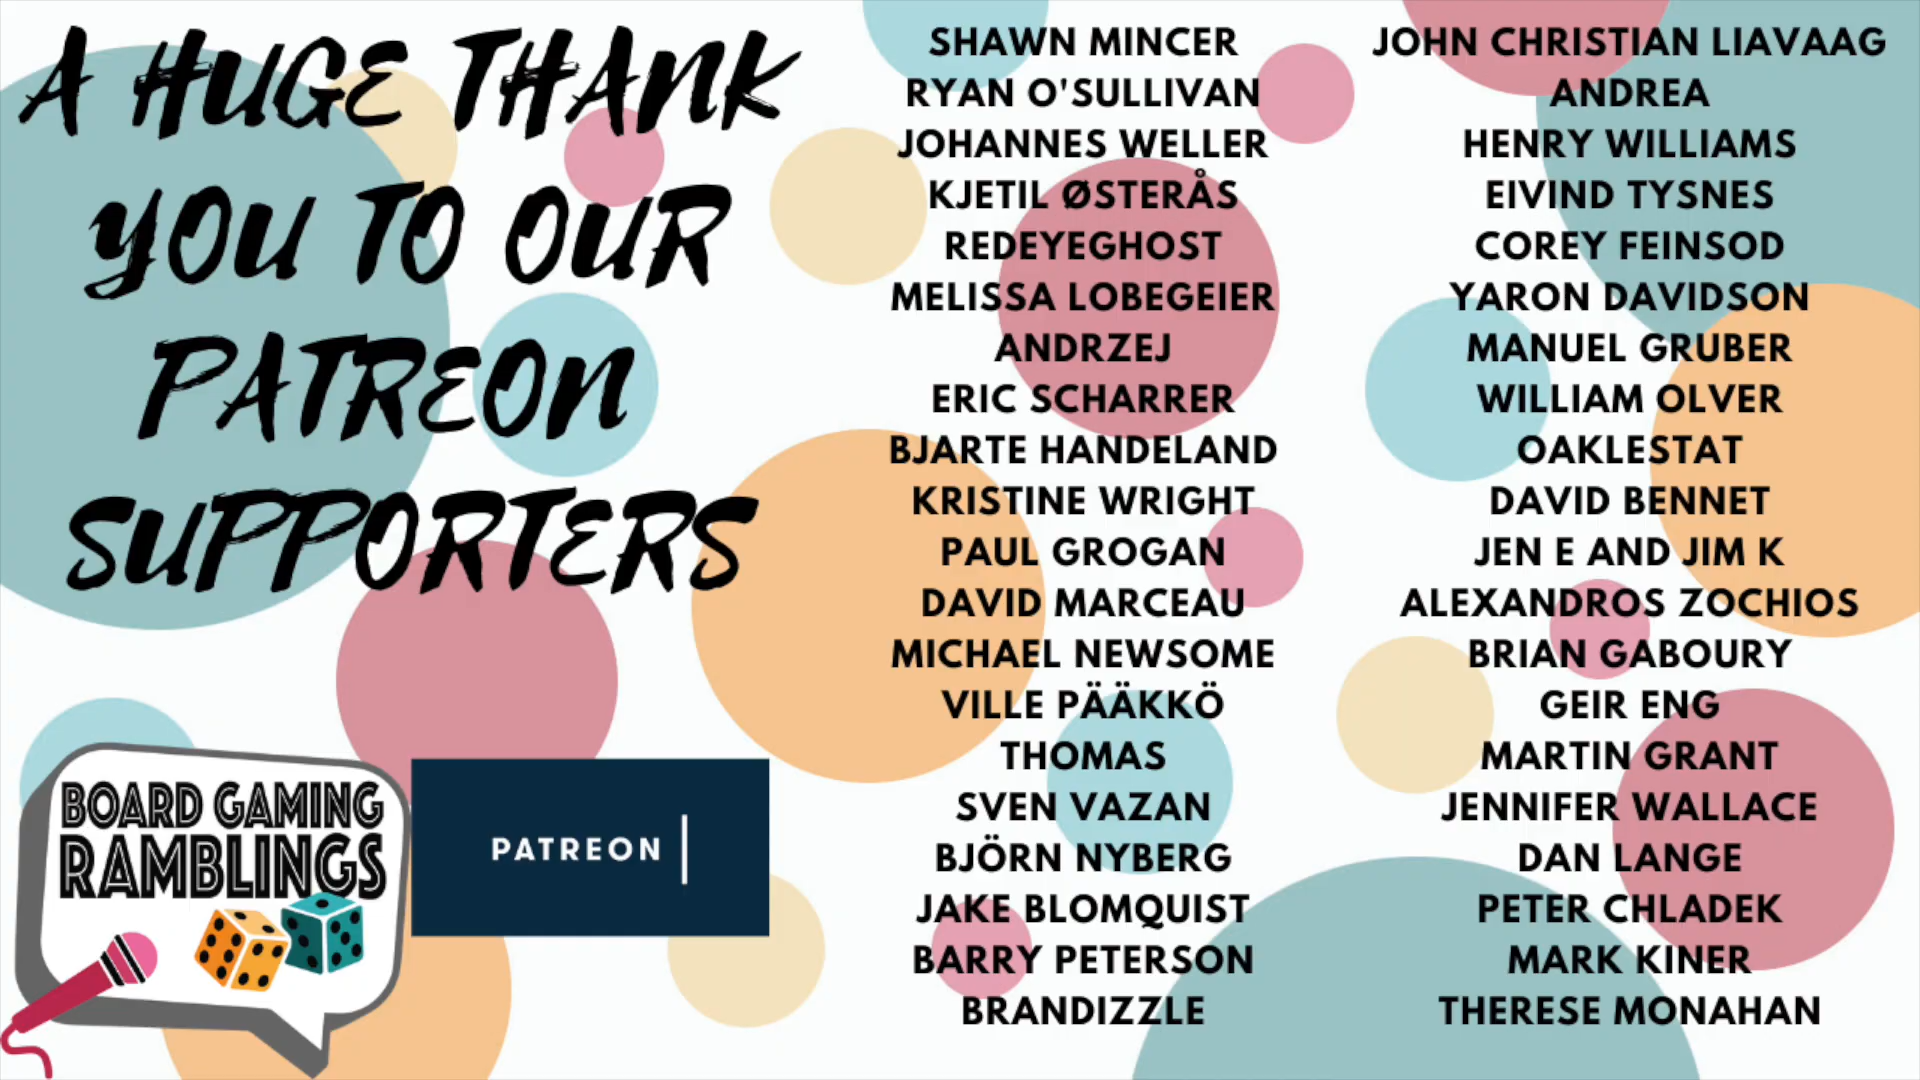 A HUGE THANK
YOU TO OUR
PATREON
SUPPORTERS
BOARD GAMING
RAMBLINGS
PATREON
SHAWN MINCER
RYAN O'SULLIVAN
JOHANNES WELLER
KJETIL ØSTERÅS
REDEYEGHOST
MELISSA LOBEGEIER
ANDRZEJ
ERIC SCHARRER
BJARTE HANDELAND
KRISTINE WRIGHT
PAUL GROGAN
DAVID MARCEAU
MICHAEL NEWSOME
VILLE PÄÄKKÖ
THOMAS
SVEN VAZAN
BJÖRN NYBERG
JAKE BLOMQUIST
BARRY PETERSON
BRANDIZZLE
JOHN CHRISTIAN LIAVAAG
ANDREA
HENRY WILLIAMS
EIVIND TYSNES
COREY FEINSOD
YARON DAVIDSON
MANUEL GRUBER
WILLIAM OLVER
OAKLESTAT
DAVID BENNET
JEN E AND JIM K
ALEXANDROS ZOCHIOS
BRIAN GABOURY
GEIR ENG
MARTIN GRANT
JENNIFER WALLACE
DAN LANGE
PETER CHLADEK
MARK KINER
THERESE MONAHAN